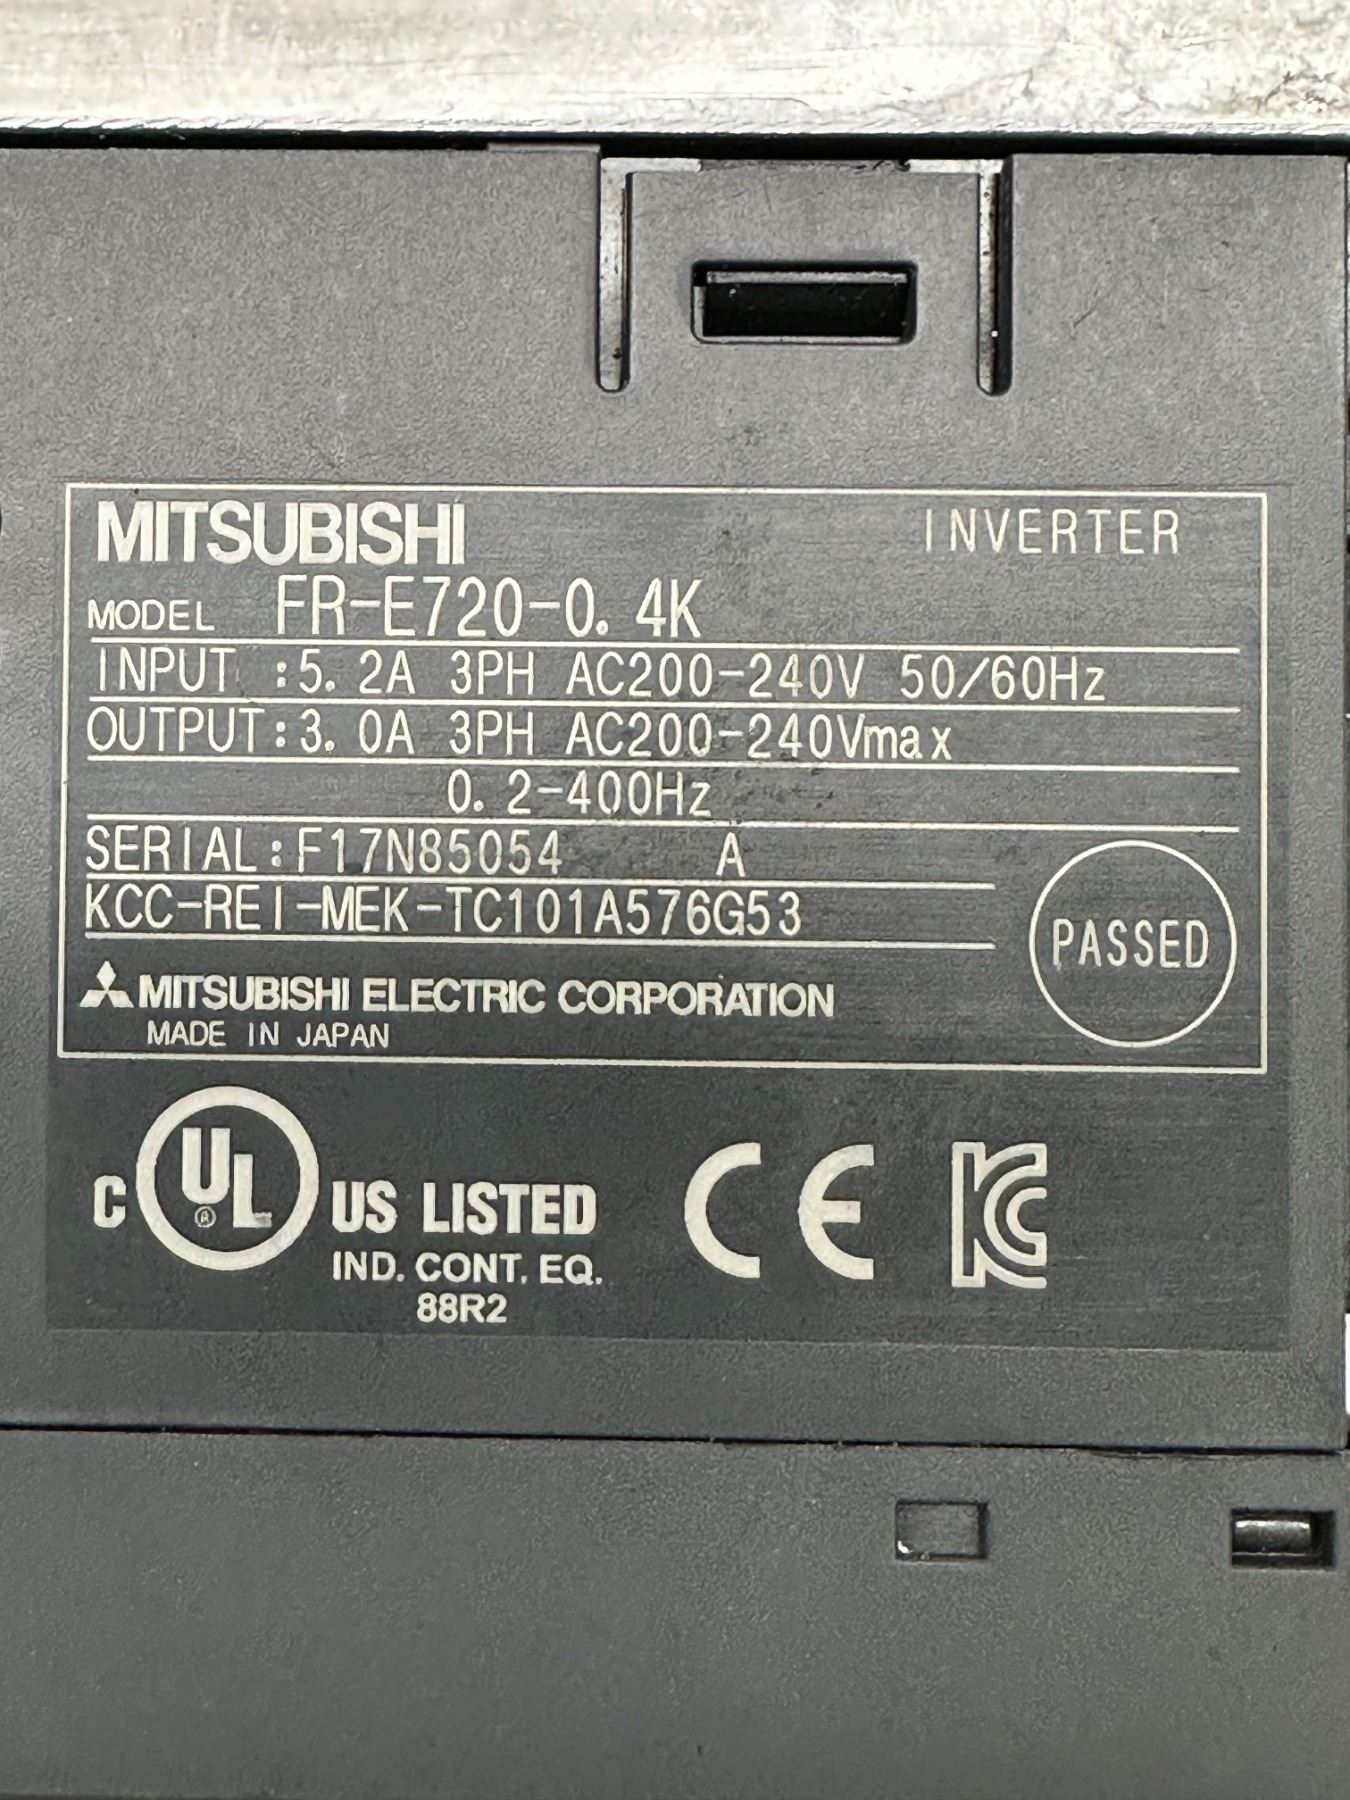 MITSUBISHI INVERTER
MODEL FR-E720-0.4K
INPUT :5.2A 3PH AC200-240V 50/60Hz
OUTPUT:3.0A 3PH AC200-240Vmax
0.2-400Hz
SERIAL:F17N85054 A
KCC-REI-MEK-TC101A576G53
PASSED
MITSUBISHI ELECTRIC CORPORATION
MADE IN JAPAN
C UL ® US LISTED CE KC
IND. CONT. EQ.
88R2